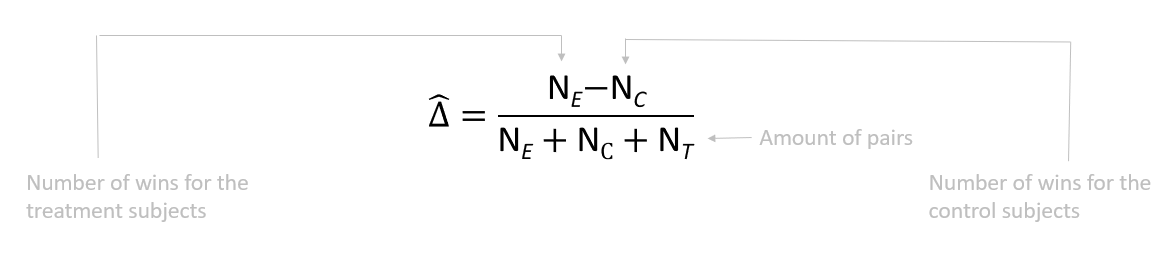 N_E−N_C
Δ̂ =
N_E + N_C + N_T
Amount of pairs
Number of wins for the
treatment subjects
Number of wins for the
control subjects